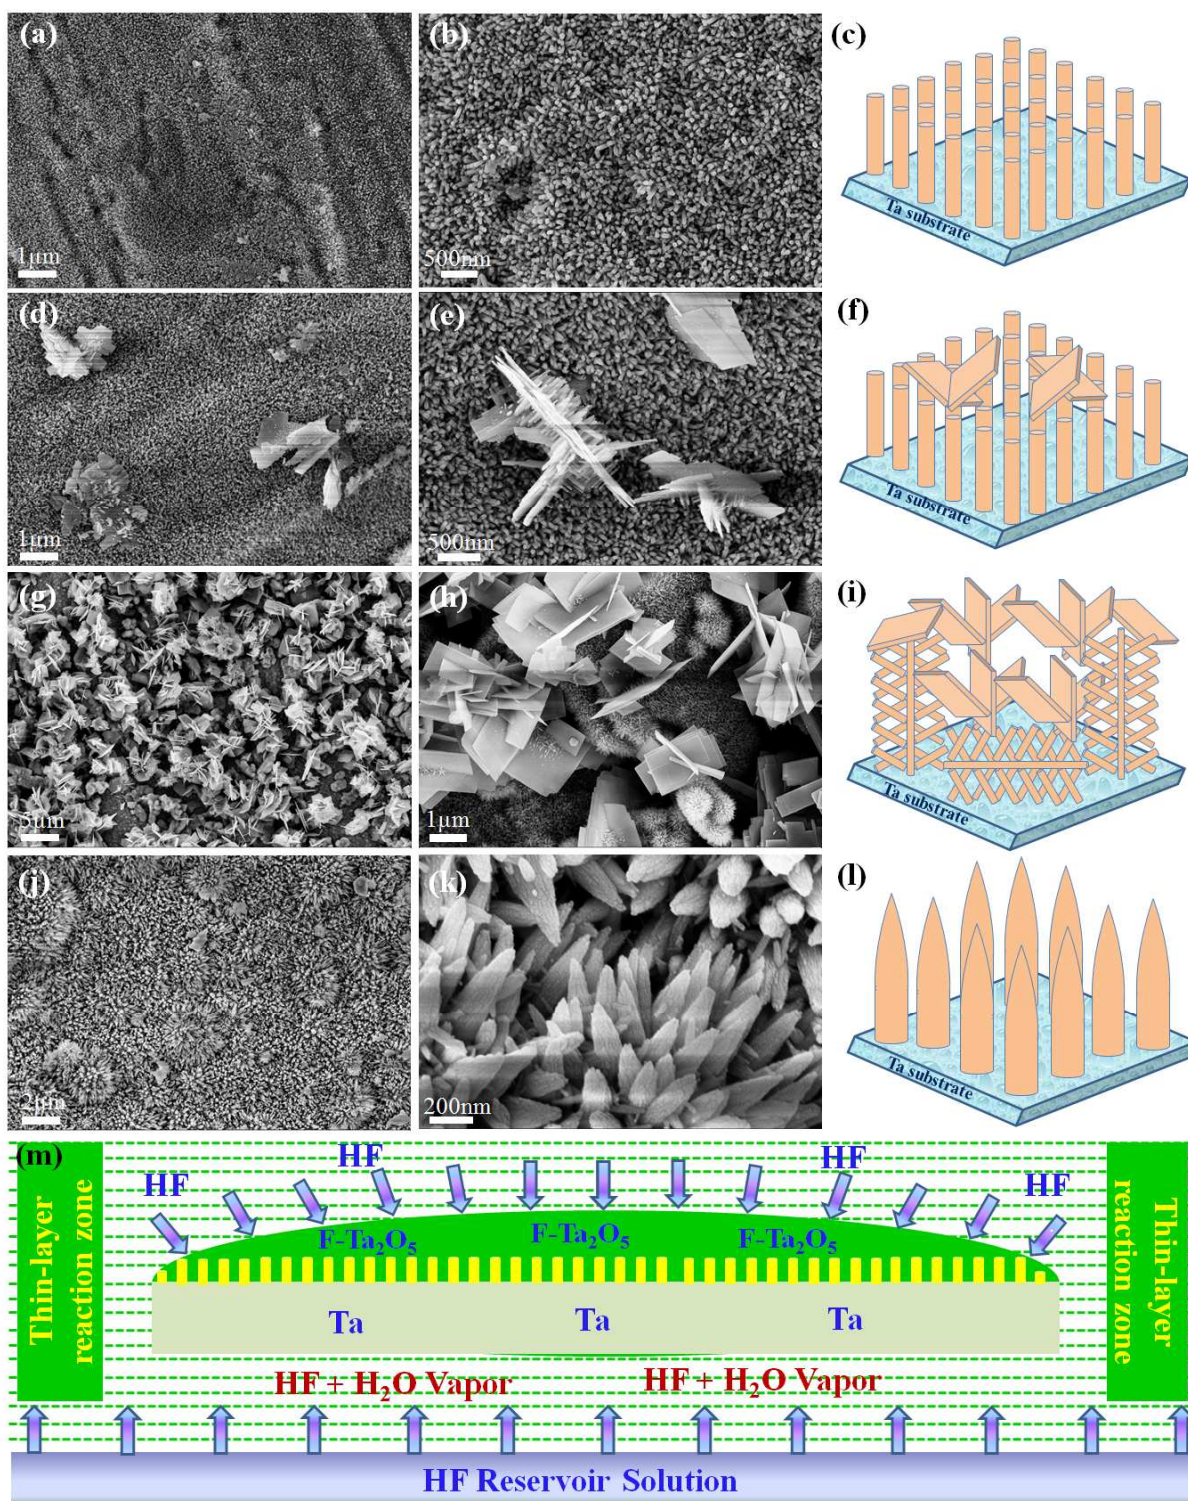 (a)
1μm
(b)
500nm
(c)
Ta substrate
(d)
1μm
(e)
500nm
(f)
Ta substrate
(g)
5μm
(h)
1μm
(i)
Ta substrate
(j)
2μm
(k)
200nm
(l)
Ta substrate
(m)
Thin-layer
reaction zone
HF
HF
HF
HF
F-Ta₂O₅
F-Ta₂O₅
F-Ta₂O₅
Ta
Ta
Ta
HF + H₂O Vapor
HF + H₂O Vapor
Thin-layer
reaction zone
HF Reservoir Solution